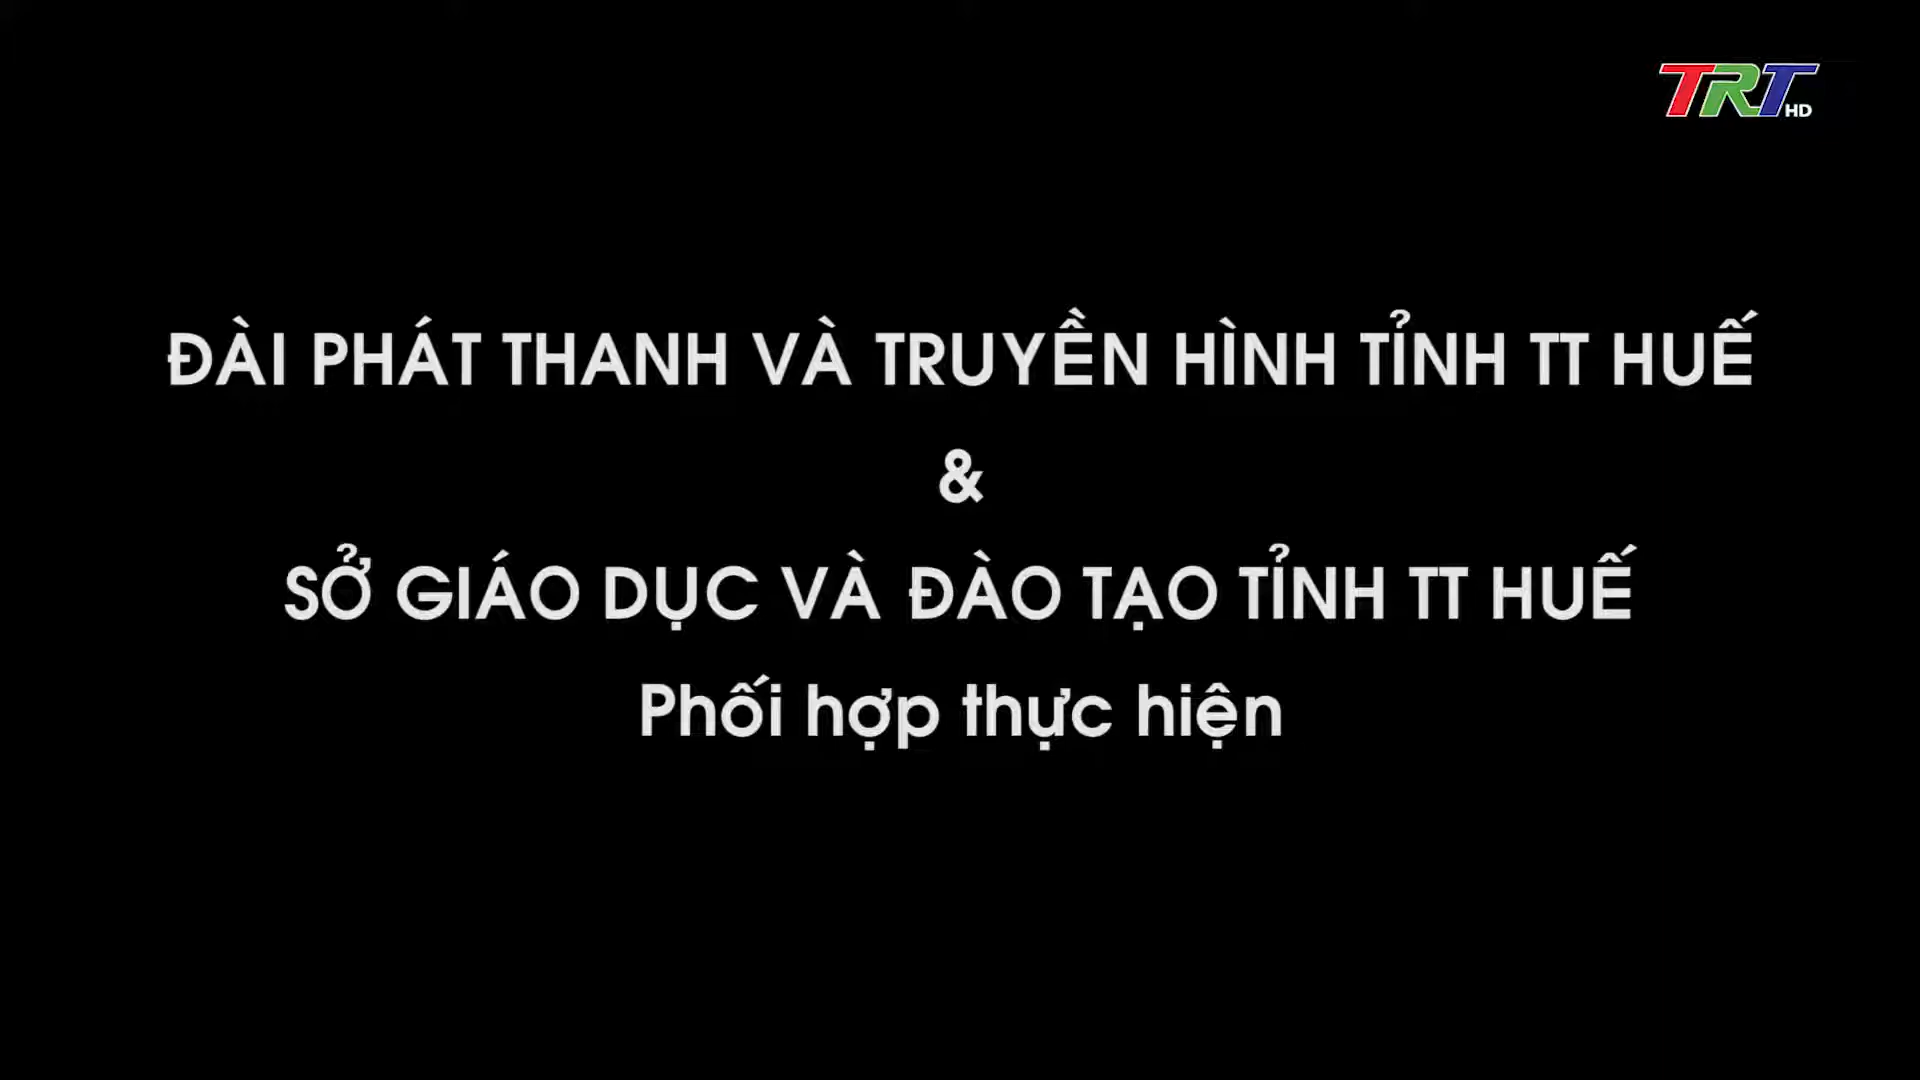 TRT HD
ĐÀI PHÁT THANH VÀ TRUYỀN HÌNH TỈNH TT HUẾ
&
SỞ GIÁO DỤC VÀ ĐÀO TẠO TỈNH TT HUẾ
Phối hợp thực hiện